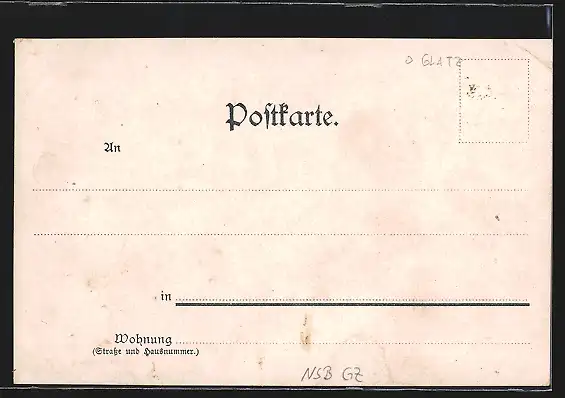 O GLATZ
Poſtkarte.
An
in
Wohnung
(Straße und Hausnummer.)
NSB GZ